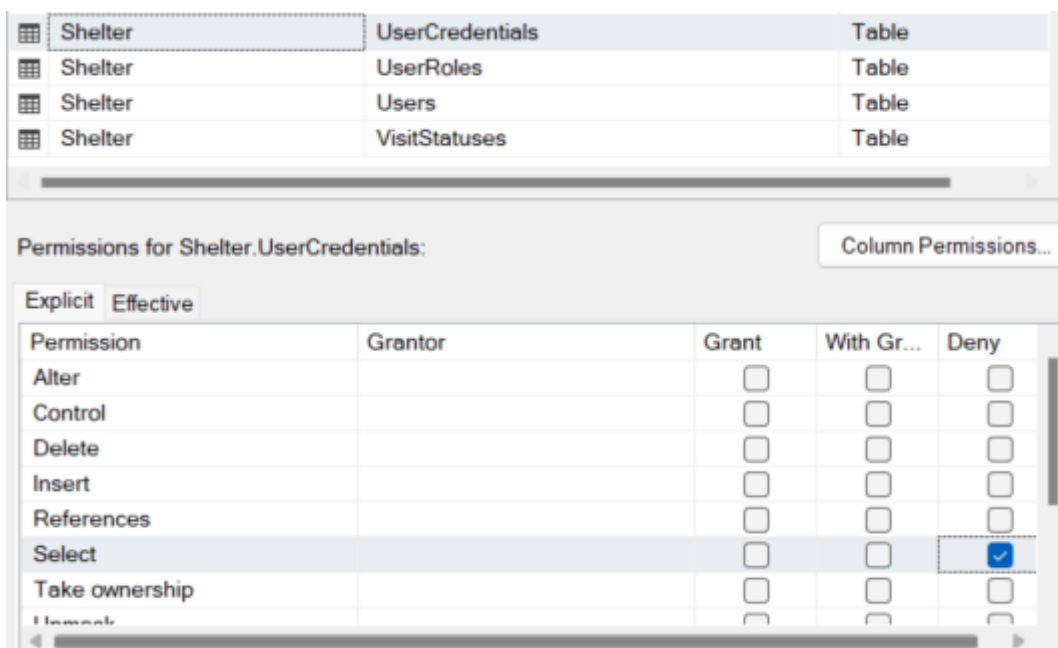 Shelter UserCredentials Table
Shelter UserRoles Table
Shelter Users Table
Shelter VisitStatuses Table
Permissions for Shelter.UserCredentials:
Column Permissions...
Explicit Effective
Permission Grantor Grant With Gr... Deny
Alter
Control
Delete
Insert
References
Select
Take ownership